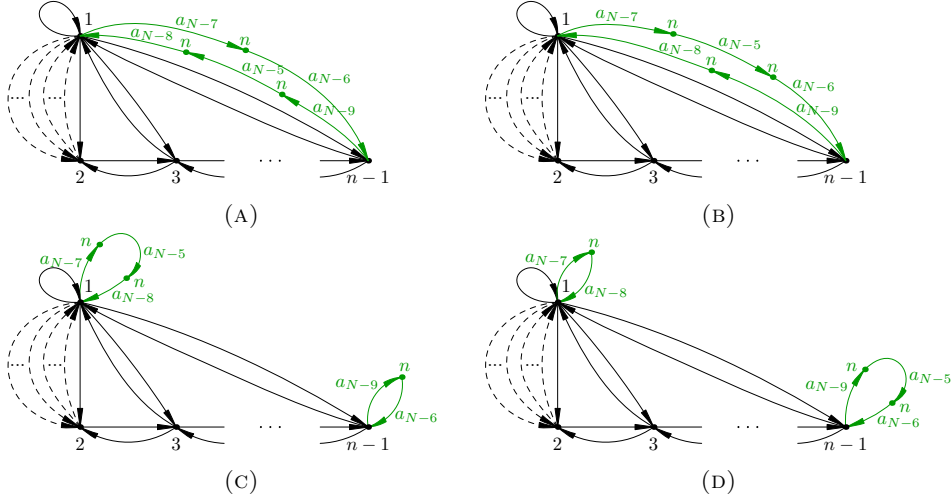 1
a_{N-7}
a_{N-8}
n
n
a_{N-5}
a_{N-6}
n
a_{N-9}
...
...
2
3
...
n − 1
(A)
1
a_{N-7}
n
a_{N-8}
a_{N-5}
n
n
a_{N-6}
a_{N-9}
...
...
2
3
...
n − 1
(B)
n
a_{N-7}
a_{N-5}
n
1
a_{N-8}
...
...
n
a_{N-9}
a_{N-6}
2
3
...
n − 1
(C)
n
a_{N-7}
1
a_{N-8}
...
...
n
a_{N-9}
a_{N-5}
n
a_{N-6}
2
3
...
n − 1
(D)